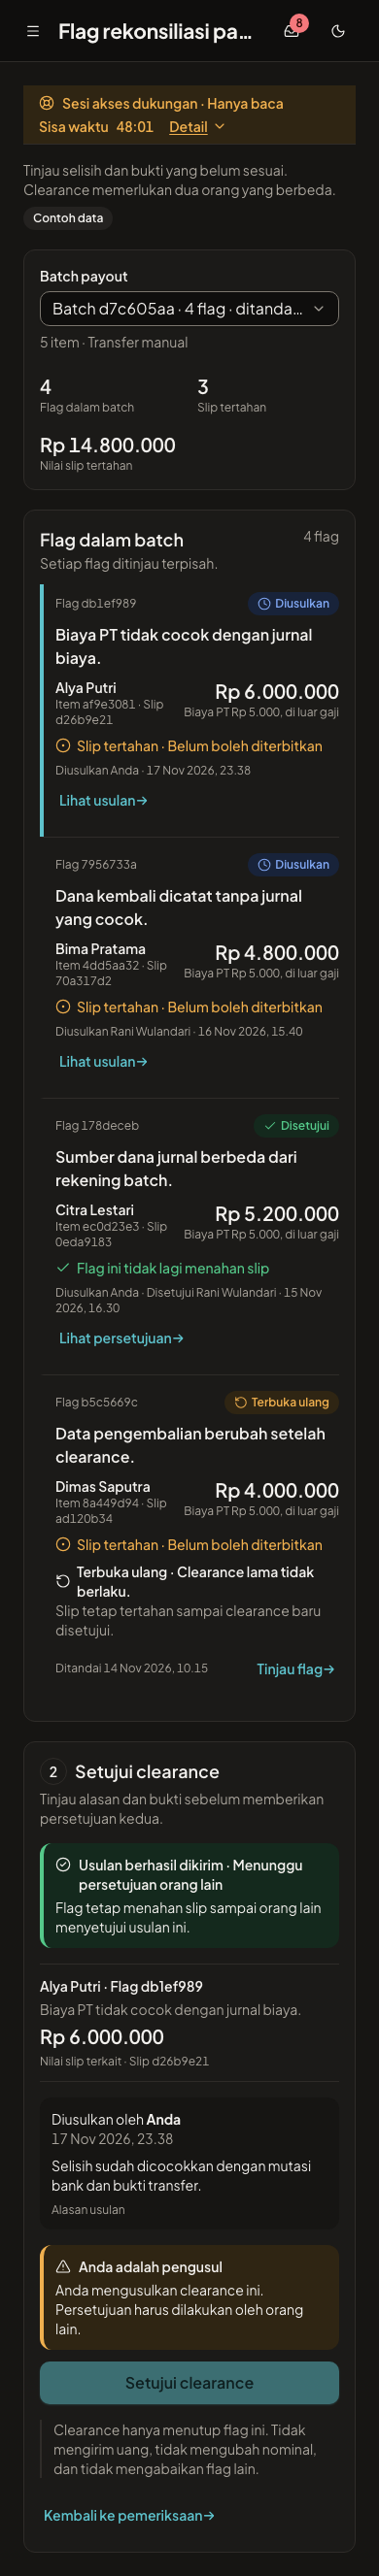 Flag rekonsiliasi pa...
8
Sesi akses dukungan · Hanya baca
Sisa waktu 48:01 Detail
Tinjau selisih dan bukti yang belum sesuai.
Clearance memerlukan dua orang yang berbeda.
Contoh data
Batch payout
Batch d7c605aa · 4 flag · ditanda...
5 item · Transfer manual
4 3
Flag dalam batch Slip tertahan
Rp 14.800.000
Nilai slip tertahan
Flag dalam batch 4 flag
Setiap flag ditinjau terpisah.
Flag db1ef989 Diusulkan
Biaya PT tidak cocok dengan jurnal
biaya.
Alya Putri Rp 6.000.000
Item af9e3081 · Slip Biaya PT Rp 5.000, di luar gaji
d26b9e21
Slip tertahan · Belum boleh diterbitkan
Diusulkan Anda · 17 Nov 2026, 23.38
Lihat usulan→
Flag 7956733a Diusulkan
Dana kembali dicatat tanpa jurnal
yang cocok.
Bima Pratama Rp 4.800.000
Item 4dd5aa32 · Slip Biaya PT Rp 5.000, di luar gaji
70a317d2
Slip tertahan · Belum boleh diterbitkan
Diusulkan Rani Wulandari · 16 Nov 2026, 15.40
Lihat usulan→
Flag 178deceb Disetujui
Sumber dana jurnal berbeda dari
rekening batch.
Citra Lestari Rp 5.200.000
Item ec0d23e3 · Slip Biaya PT Rp 5.000, di luar gaji
0eda9183
Flag ini tidak lagi menahan slip
Diusulkan Anda · Disetujui Rani Wulandari · 15 Nov
2026, 16.30
Lihat persetujuan→
Flag b5c5669c Terbuka ulang
Data pengembalian berubah setelah
clearance.
Dimas Saputra Rp 4.000.000
Item 8a449d94 · Slip Biaya PT Rp 5.000, di luar gaji
ad120b34
Slip tertahan · Belum boleh diterbitkan
Terbuka ulang · Clearance lama tidak
berlaku.
Slip tetap tertahan sampai clearance baru
disetujui.
Ditandai 14 Nov 2026, 10.15 Tinjau flag→
2 Setujui clearance
Tinjau alasan dan bukti sebelum memberikan
persetujuan kedua.
Usulan berhasil dikirim · Menunggu
persetujuan orang lain
Flag tetap menahan slip sampai orang lain
menyetujui usulan ini.
Alya Putri · Flag db1ef989
Biaya PT tidak cocok dengan jurnal biaya.
Rp 6.000.000
Nilai slip terkait · Slip d26b9e21
Diusulkan oleh Anda
17 Nov 2026, 23.38
Selisih sudah dicocokkan dengan mutasi
bank dan bukti transfer.
Alasan usulan
Anda adalah pengusul
Anda mengusulkan clearance ini.
Persetujuan harus dilakukan oleh orang
lain.
Setujui clearance
Clearance hanya menutup flag ini. Tidak
mengirim uang, tidak mengubah nominal,
dan tidak mengabaikan flag lain.
Kembali ke pemeriksaan→